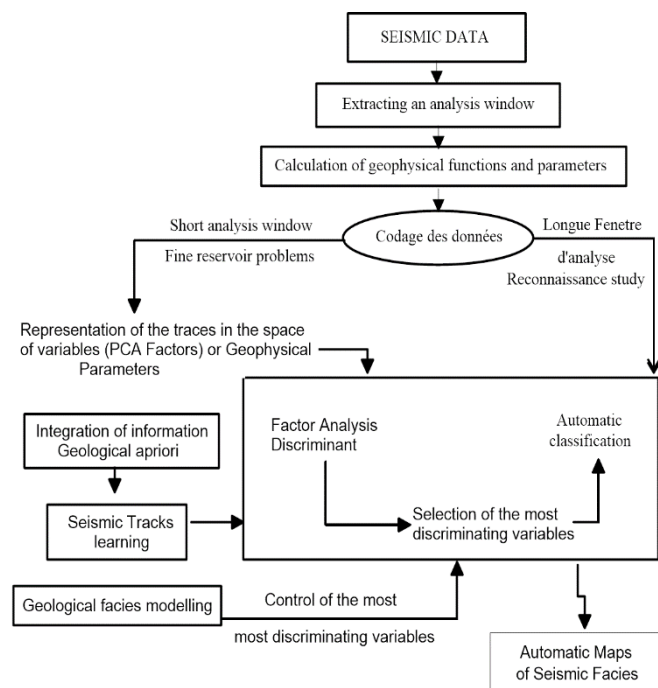 SEISMIC DATA
Extracting an analysis window
Calculation of geophysical functions and parameters
Short analysis window
Fine reservoir problems
Codage des données
Longue Fenetre
d'analyse
Reconnaissance study
Representation of the traces in the space
of variables (PCA Factors) or Geophysical
Parameters
Integration of information
Geological apriori
Seismic Tracks
learning
Factor Analysis
Discriminant
Automatic
classification
Selection of the most
discriminating variables
Geological facies modelling
Control of the most
most discriminating variables
Automatic Maps
of Seismic Facies